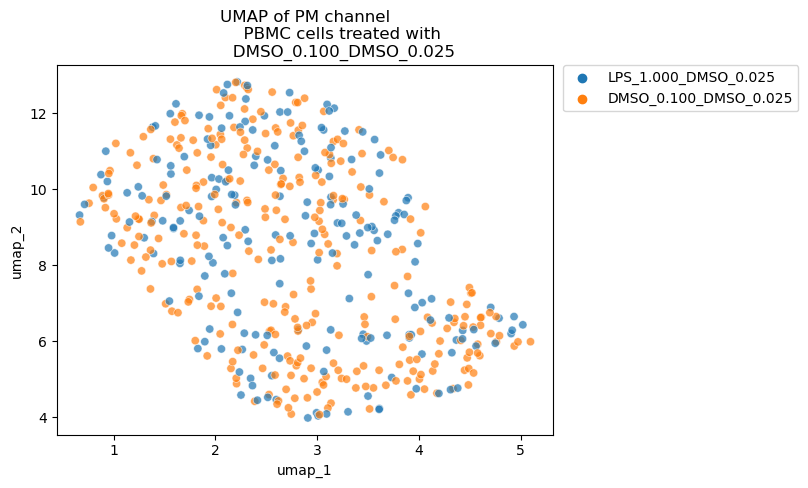 UMAP of PM channel
PBMC cells treated with
DMSO_0.100_DMSO_0.025
LPS_1.000_DMSO_0.025
DMSO_0.100_DMSO_0.025
umap_2
12
10
8
6
4
1 2 3 4 5
umap_1